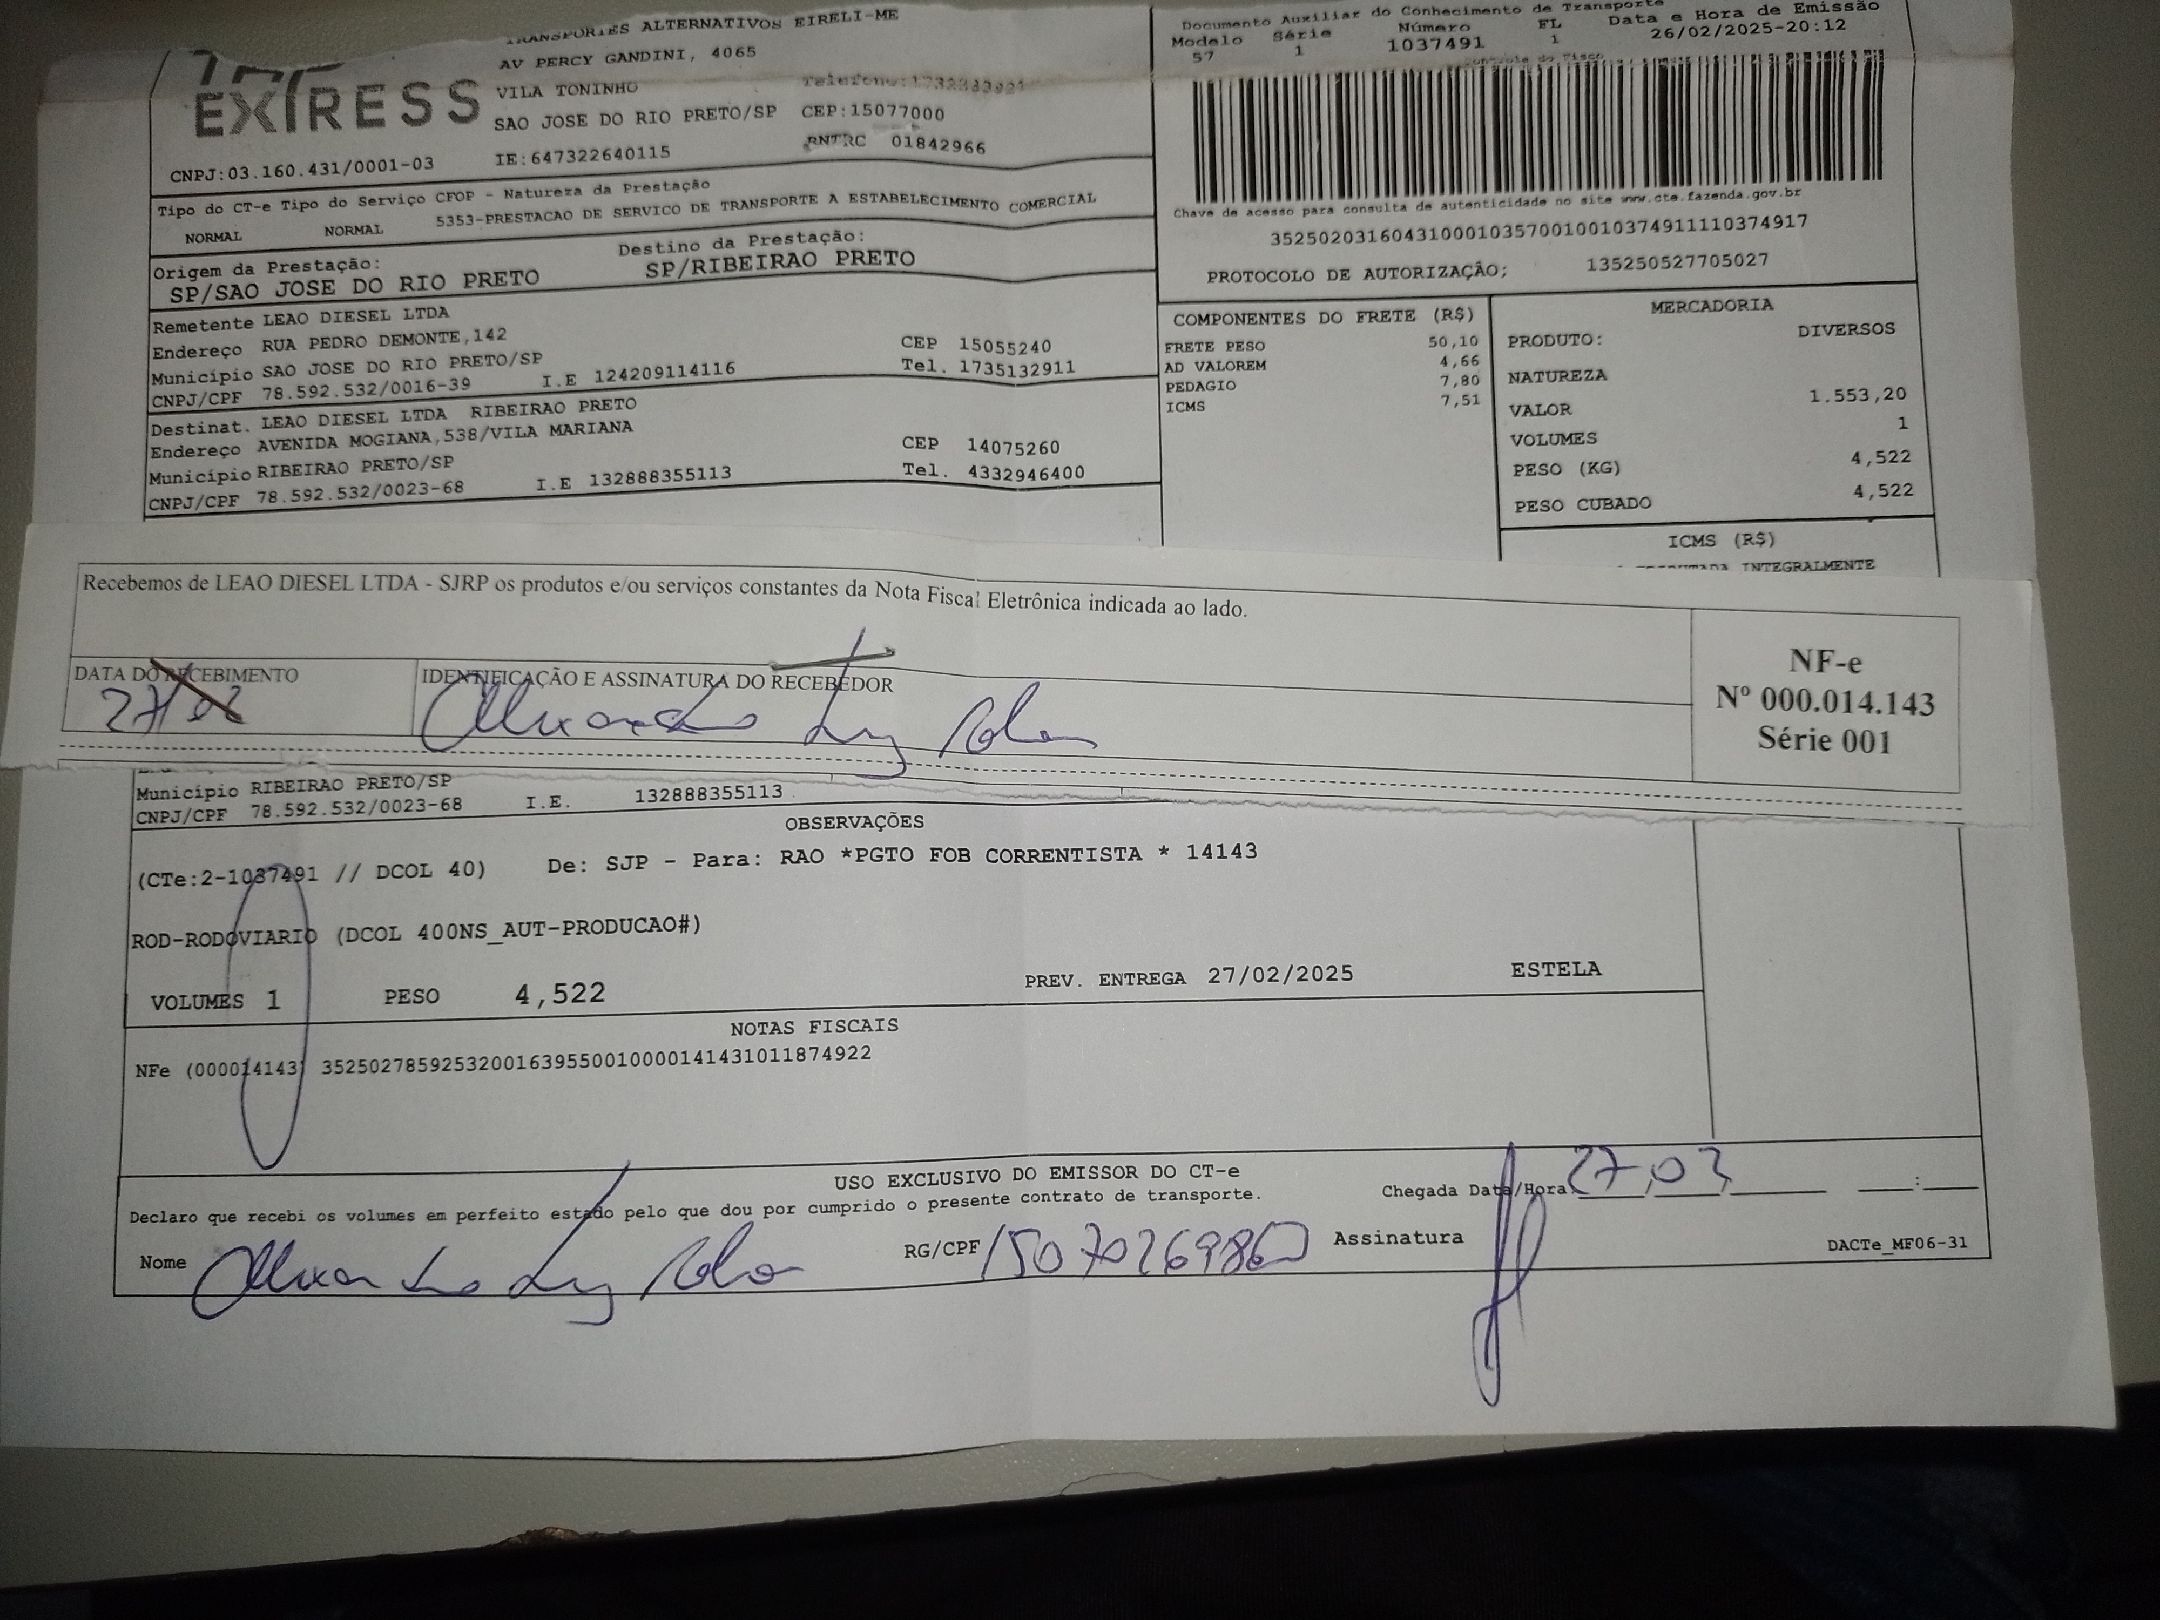 TRANSPORTES ALTERNATIVOS EIRELI-ME
AV PERCY GANDINI, 4065
VILA TONINHO
SAO JOSE DO RIO PRETO/SP CEP:15077000
EXPRESS
CNPJ:03.160.431/0001-03 IE:647322640115 RNTRC 01842966
Documento Auxiliar do Conhecimento de Transporte
Modelo Série Número FL Data e Hora de Emissão
57 1 1037491 1 26/02/2025-20:12
Controle do Fisco
Chave de acesso para consulta de autenticidade no site www.cte.fazenda.gov.br
35250203160431000103570010010374911110374917
PROTOCOLO DE AUTORIZAÇÃO; 135250527705027
Tipo do CT-e Tipo do Serviço CFOP - Natureza da Prestação
NORMAL NORMAL 5353-PRESTACAO DE SERVICO DE TRANSPORTE A ESTABELECIMENTO COMERCIAL
Origem da Prestação: Destino da Prestação:
SP/SAO JOSE DO RIO PRETO SP/RIBEIRAO PRETO
Remetente LEAO DIESEL LTDA
Endereço RUA PEDRO DEMONTE,142 CEP 15055240
Município SAO JOSE DO RIO PRETO/SP Tel. 1735132911
CNPJ/CPF 78.592.532/0016-39 I.E 124209114116
Destinat. LEAO DIESEL LTDA RIBEIRAO PRETO
Endereço AVENIDA MOGIANA,538/VILA MARIANA CEP 14075260
Município RIBEIRAO PRETO/SP Tel. 4332946400
CNPJ/CPF 78.592.532/0023-68 I.E 132888355113
COMPONENTES DO FRETE (R$)
FRETE PESO 50,10
AD VALOREM 4,66
PEDAGIO 7,80
ICMS 7,51
MERCADORIA
PRODUTO: DIVERSOS
NATUREZA
VALOR 1.553,20
VOLUMES 1
PESO (KG) 4,522
PESO CUBADO 4,522
ICMS (R$)
INTEGRALMENTE
Recebemos de LEAO DIESEL LTDA - SJRP os produtos e/ou serviços constantes da Nota Fiscal Eletrônica indicada ao lado.
DATA DO RECEBIMENTO IDENTIFICAÇÃO E ASSINATURA DO RECEBEDOR
NF-e
Nº 000.014.143
Série 001
Município RIBEIRAO PRETO/SP
CNPJ/CPF 78.592.532/0023-68 I.E. 132888355113
OBSERVAÇÕES
(CTe:2-1037491 // DCOL 40) De: SJP - Para: RAO *PGTO FOB CORRENTISTA * 14143
ROD-RODOVIARIO (DCOL 400NS_AUT-PRODUCAO#)
VOLUMES 1 PESO 4,522 PREV. ENTREGA 27/02/2025 ESTELA
NOTAS FISCAIS
NFe (000014143) 35250278592532001639550010000141431011874922
USO EXCLUSIVO DO EMISSOR DO CT-e
Declaro que recebi os volumes em perfeito estado pelo que dou por cumprido o presente contrato de transporte.
Chegada Data/Hora 27,02
Nome RG/CPF Assinatura
DACTe_MF06-31